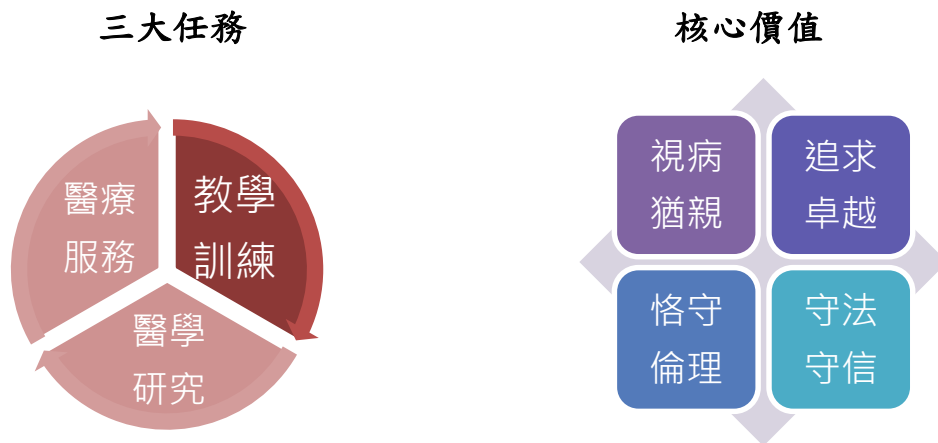 三大任務
醫療
服務
教學
訓練
醫學
研究
核心價值
視病
猶親
追求
卓越
恪守
倫理
守法
守信